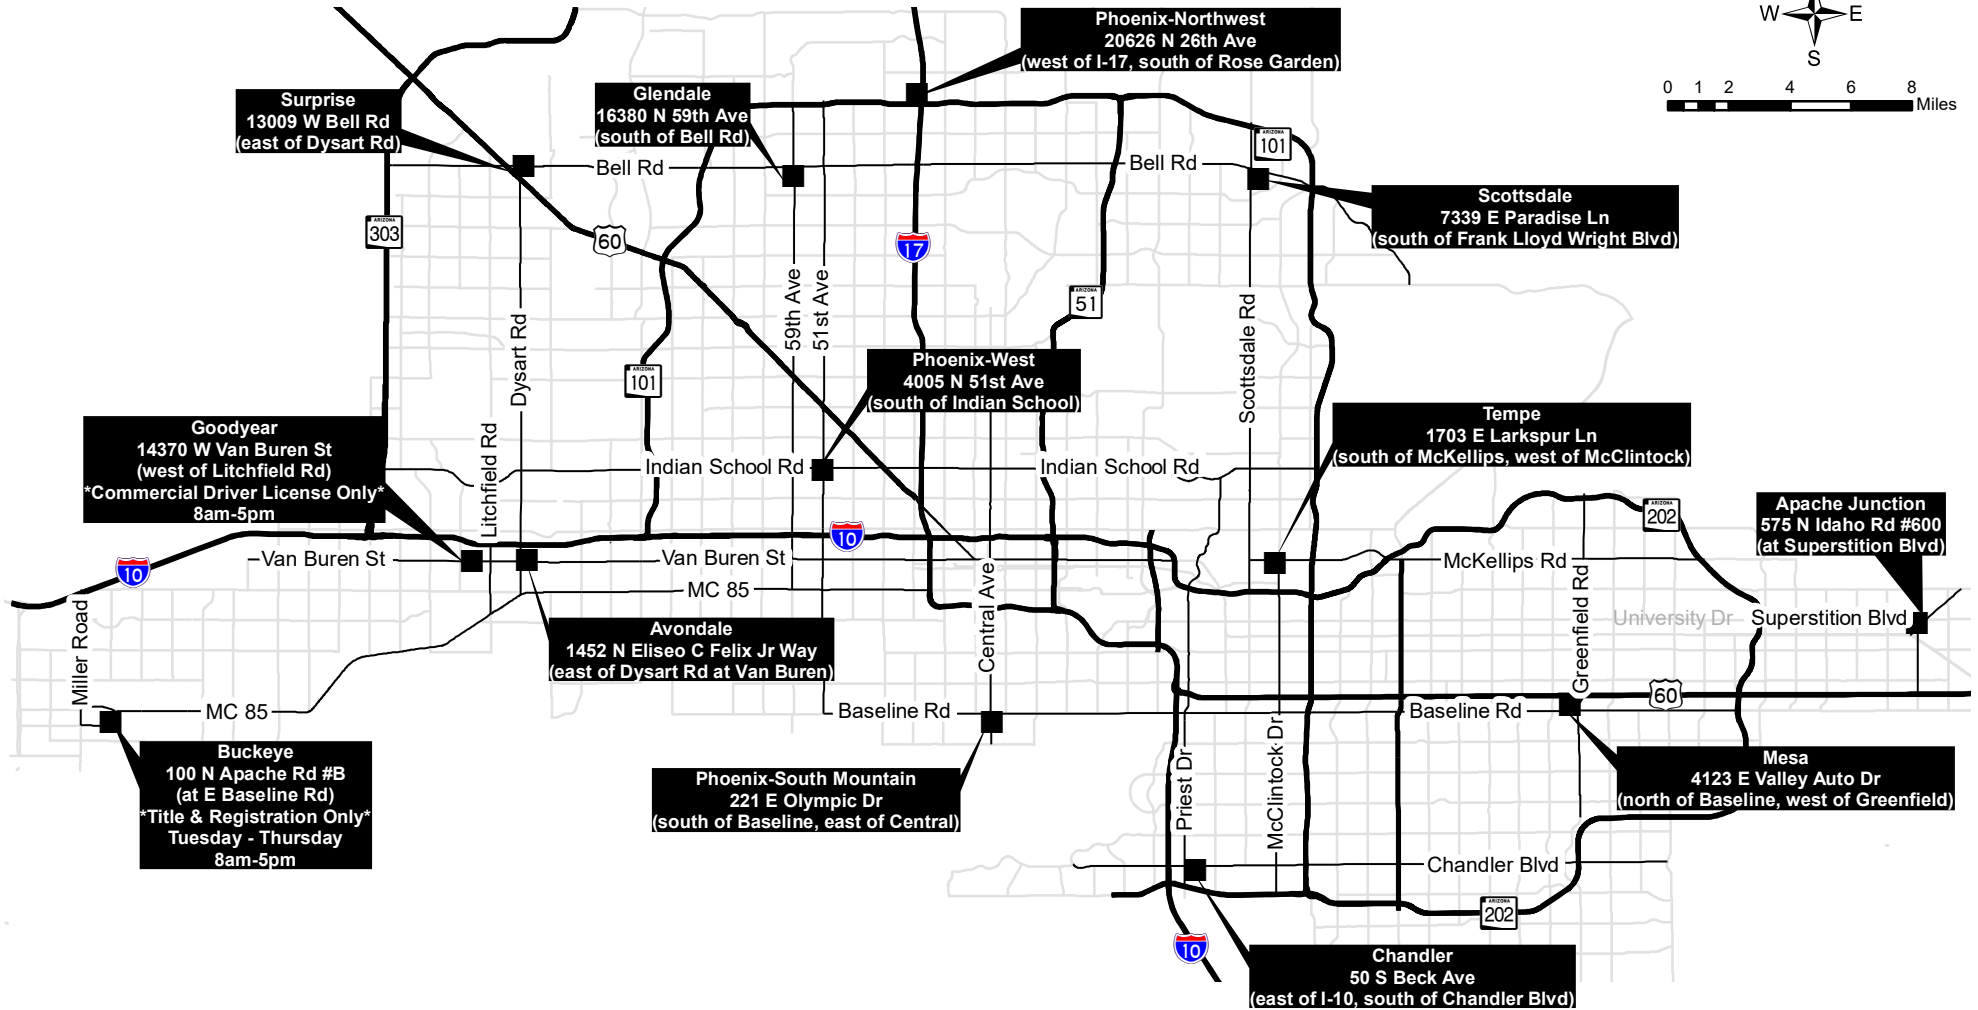 Phoenix-Northwest
20626 N 26th Ave
(west of I-17, south of Rose Garden)
W
E
S
0 1 2 4 6 8
Miles
Surprise
13009 W Bell Rd
(east of Dysart Rd)
Glendale
16380 N 59th Ave
(south of Bell Rd)
ARIZONA
101
Bell Rd
Bell Rd
Scottsdale
7339 E Paradise Ln
(south of Frank Lloyd Wright Blvd)
ARIZONA
303
60
17
ARIZONA
51
59th Ave
51st Ave
Dysart Rd
Scottsdale Rd
ARIZONA
101
Phoenix-West
4005 N 51st Ave
(south of Indian School)
Tempe
1703 E Larkspur Ln
(south of McKellips, west of McClintock)
Goodyear
14370 W Van Buren St
(west of Litchfield Rd)
*Commercial Driver License Only*
8am-5pm
Litchfield Rd
Indian School Rd
Indian School Rd
ARIZONA
202
Apache Junction
575 N Idaho Rd #600
(at Superstition Blvd)
10
10
Van Buren St
Van Buren St
McKellips Rd
MC 85
Miller Road
Central Ave
Greenfield Rd
University Dr
Superstition Blvd
Avondale
1452 N Eliseo C Felix Jr Way
(east of Dysart Rd at Van Buren)
60
MC 85
Baseline Rd
Baseline Rd
Buckeye
100 N Apache Rd #B
(at E Baseline Rd)
*Title & Registration Only*
Tuesday - Thursday
8am-5pm
Phoenix-South Mountain
221 E Olympic Dr
(south of Baseline, east of Central)
Priest Dr
McClintock Dr
Mesa
4123 E Valley Auto Dr
(north of Baseline, west of Greenfield)
Chandler Blvd
ARIZONA
202
10
Chandler
50 S Beck Ave
(east of I-10, south of Chandler Blvd)